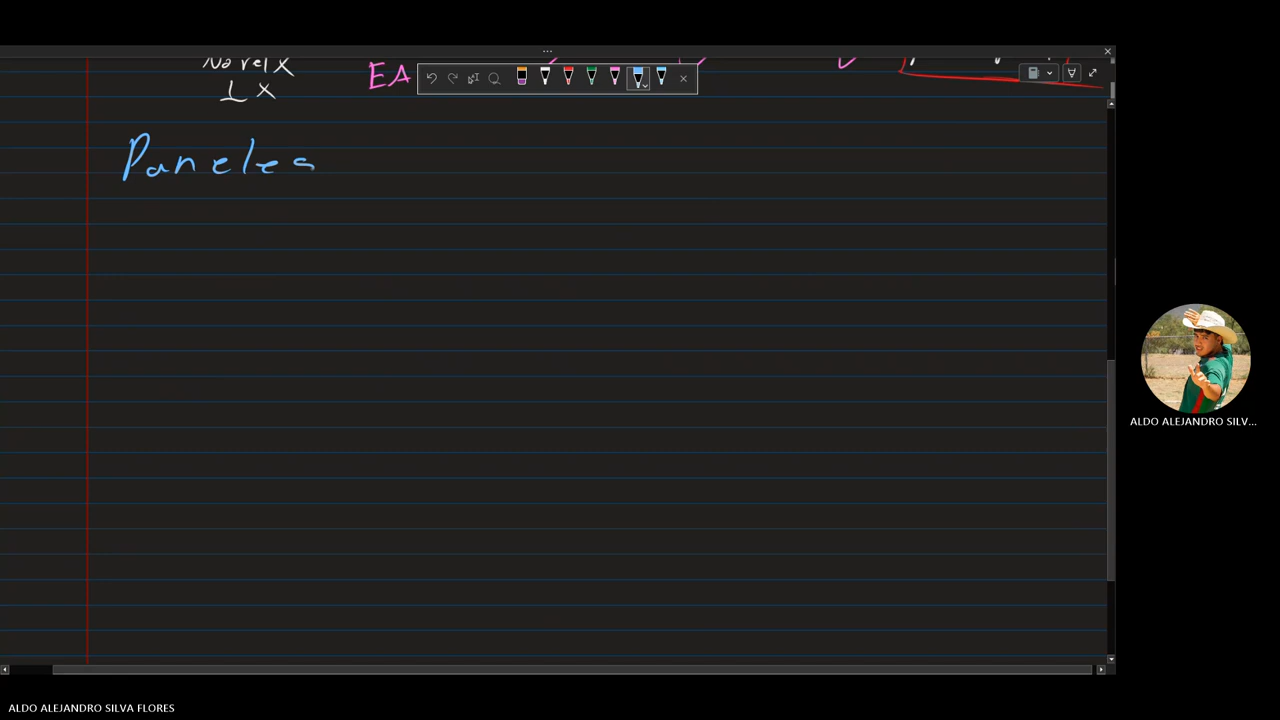 EA
⊥ X
Paneles
ALDO ALEJANDRO SILV...
ALDO ALEJANDRO SILVA FLORES